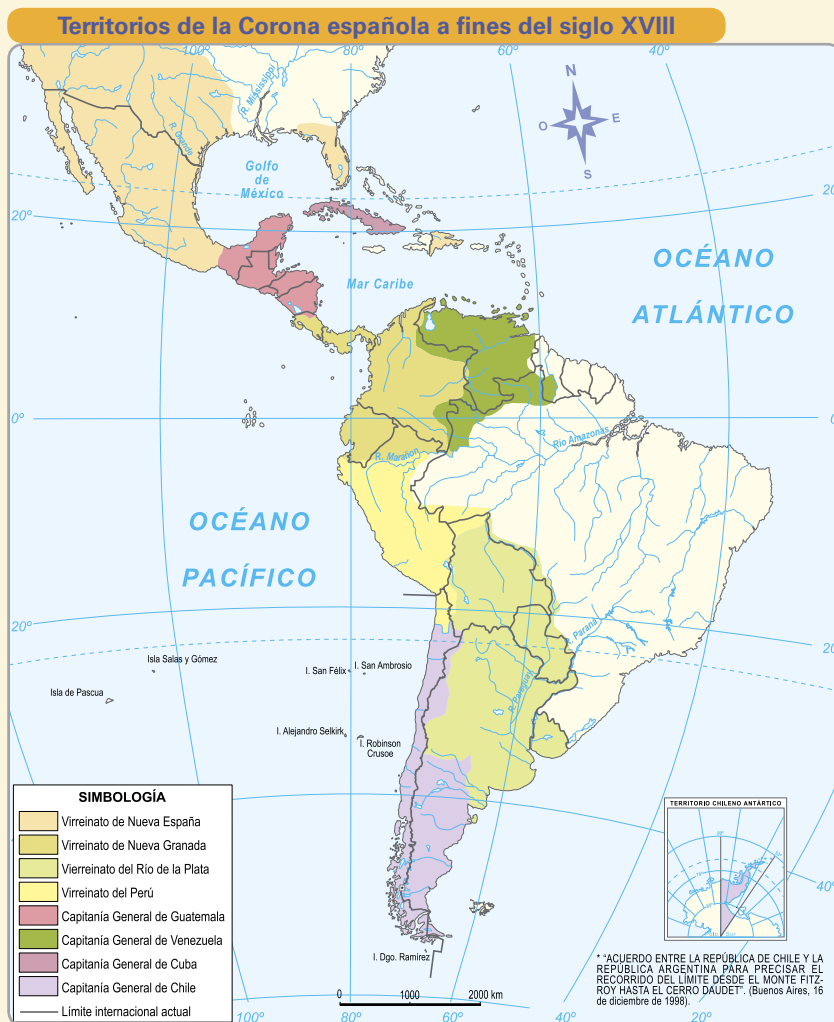 Territorios de la Corona española a fines del siglo XVIII
100º
80º
60º
40º
R. Mississippi
R. Grande
N
O
E
S
Golfo
de
México
20º
20º
Mar Caribe
OCÉANO
ATLÁNTICO
0º
0º
Río Amazonas
R. Marañon
OCÉANO
PACÍFICO
20º
20º
R. Parana
R. Paraguay
Isla Salas y Gómez
I. San Félix
I. San Ambrosio
Isla de Pascua
I. Alejandro Selkirk
I. Robinson
Crusoe
SIMBOLOGÍA
Virreinato de Nueva España
Virreinato de Nueva Granada
Vierreinato del Río de la Plata
Virreinato del Perú
Capitanía General de Guatemala
Capitanía General de Venezuela
Capitanía General de Cuba
Capitanía General de Chile
Límite internacional actual
TERRITORIO CHILENO ANTÁRTICO
40º
I. Dgo. Ramírez
* "ACUERDO ENTRE LA REPÚBLICA DE CHILE Y LA
REPÚBLICA ARGENTINA PARA PRECISAR EL
RECORRIDO DEL LÍMITE DESDE EL MONTE FITZ-
ROY HASTA EL CERRO DAUDET". (Buenos Aires, 16
de diciembre de 1998).
0
1000
2000 km
100º
80º
60º
40º
20º